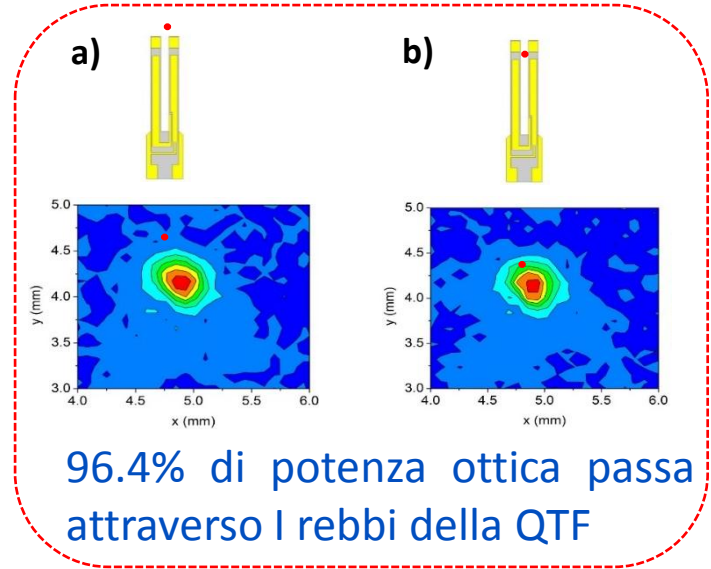 a) b)
5.0 5.0
4.5 4.5
y (mm) y (mm)
4.0 4.0
3.5 3.5
3.0 3.0
4.0 4.5 5.0 5.5 6.0 4.0 4.5 5.0 5.5 6.0
x (mm) x (mm)
96.4% di potenza ottica passa
attraverso I rebbi della QTF